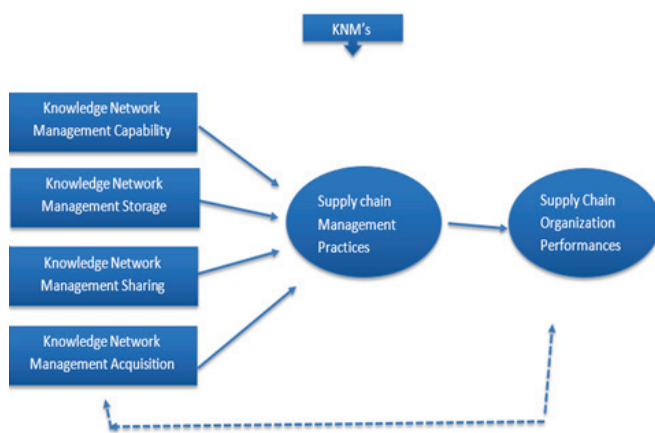 KNM's
Knowledge Network
Management Capability
Knowledge Network
Management Storage
Knowledge Network
Management Sharing
Knowledge Network
Management Acquisition
Supply chain
Management
Practices
Supply Chain
Organization
Performances